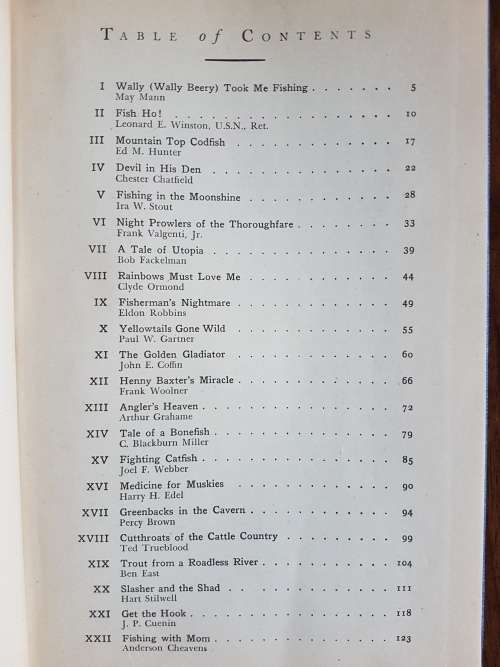 TABLE of CONTENTS
I Wally (Wally Beery) Took Me Fishing . . . . . . . 5
May Mann
II Fish Ho! . . . . . . . . . . . . . . . . . 10
Leonard E. Winston, U.S.N., Ret.
III Mountain Top Codfish . . . . . . . . . . . . 17
Ed M. Hunter
IV Devil in His Den . . . . . . . . . . . . . . 22
Chester Chatfield
V Fishing in the Moonshine . . . . . . . . . . . 28
Ira W. Stout
VI Night Prowlers of the Thoroughfare . . . . . . . . 33
Frank Valgenti, Jr.
VII A Tale of Utopia . . . . . . . . . . . . . . 39
Bob Fackelman
VIII Rainbows Must Love Me . . . . . . . . . . . 44
Clyde Ormond
IX Fisherman's Nightmare . . . . . . . . . . . . 49
Eldon Robbins
X Yellowtails Gone Wild . . . . . . . . . . . . 55
Paul W. Gartner
XI The Golden Gladiator . . . . . . . . . . . . 60
John E. Coffin
XII Henny Baxter's Miracle . . . . . . . . . . . . 66
Frank Woolner
XIII Angler's Heaven . . . . . . . . . . . . . . 72
Arthur Grahame
XIV Tale of a Bonefish . . . . . . . . . . . . . 79
C. Blackburn Miller
XV Fighting Catfish . . . . . . . . . . . . . . 85
Joel F. Webber
XVI Medicine for Muskies . . . . . . . . . . . . 90
Harry H. Edel
XVII Greenbacks in the Cavern . . . . . . . . . . . 94
Percy Brown
XVIII Cutthroats of the Cattle Country . . . . . . . . . 99
Ted Trueblood
XIX Trout from a Roadless River . . . . . . . . . . 104
Ben East
XX Slasher and the Shad . . . . . . . . . . . . 111
Hart Stilwell
XXI Get the Hook . . . . . . . . . . . . . . . 118
J. P. Cuenin
XXII Fishing with Mom . . . . . . . . . . . . . 123
Anderson Cheavens